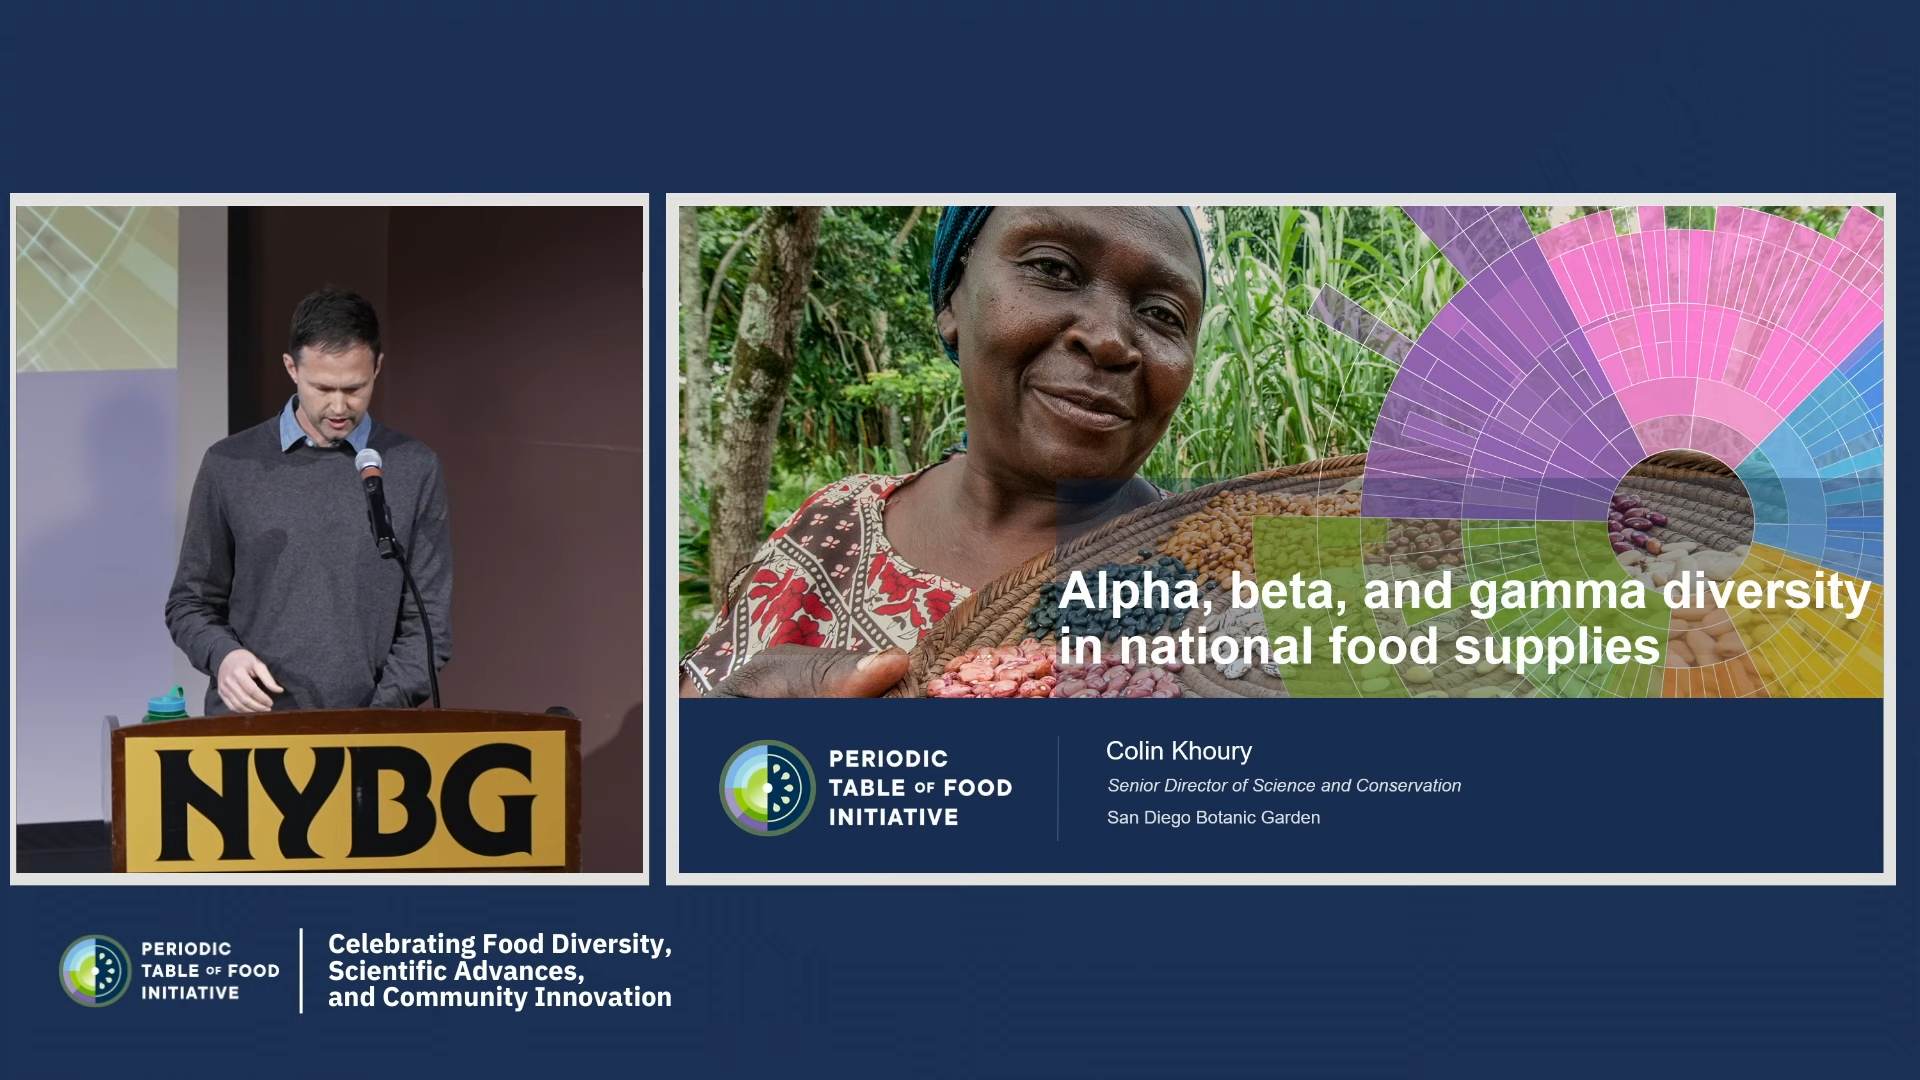 NYBG
Alpha, beta, and gamma diversity
in national food supplies
PERIODIC
TABLE OF FOOD
INITIATIVE
Colin Khoury
Senior Director of Science and Conservation
San Diego Botanic Garden
PERIODIC
TABLE OF FOOD
INITIATIVE
Celebrating Food Diversity,
Scientific Advances,
and Community Innovation